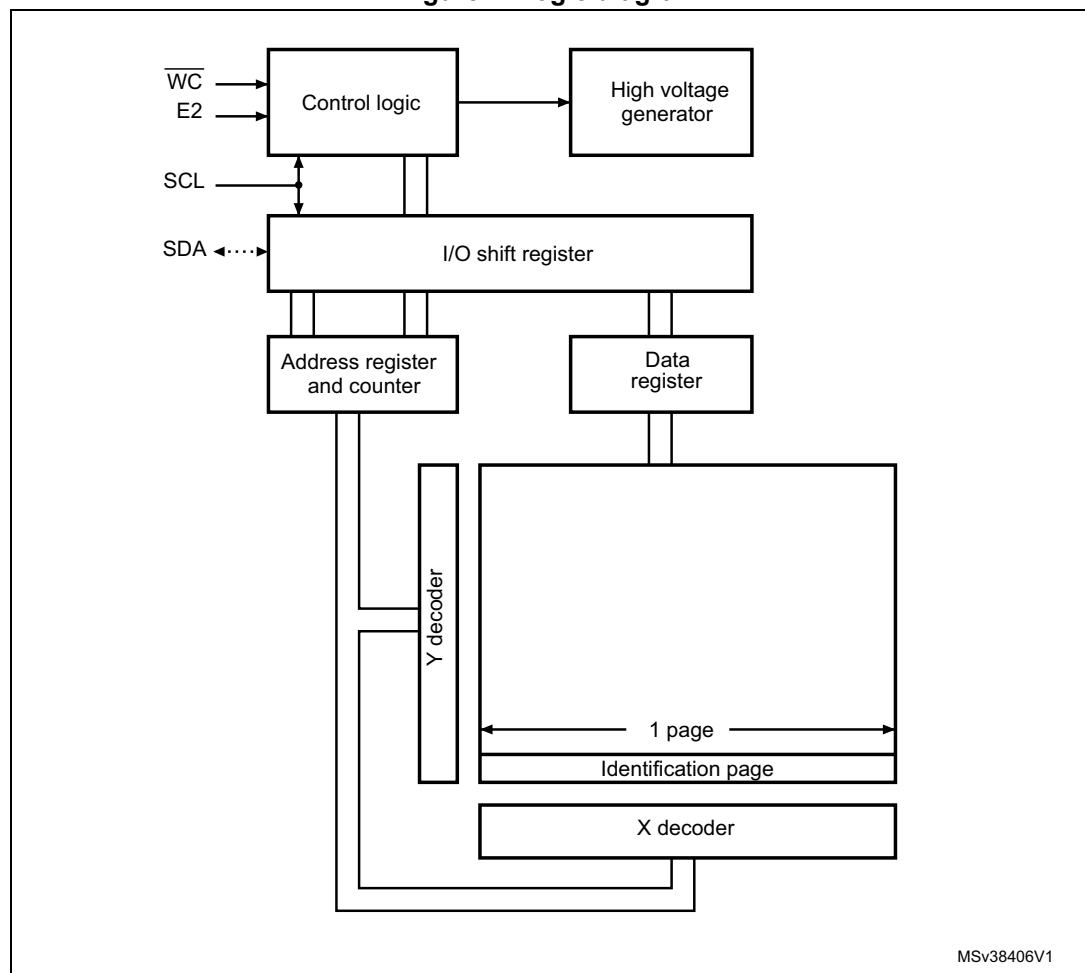 W̅C̅
E2
Control logic
High voltage
generator
SCL
SDA
I/O shift register
Address register
and counter
Data
register
Y decoder
1 page
Identification page
X decoder
MSv38406V1